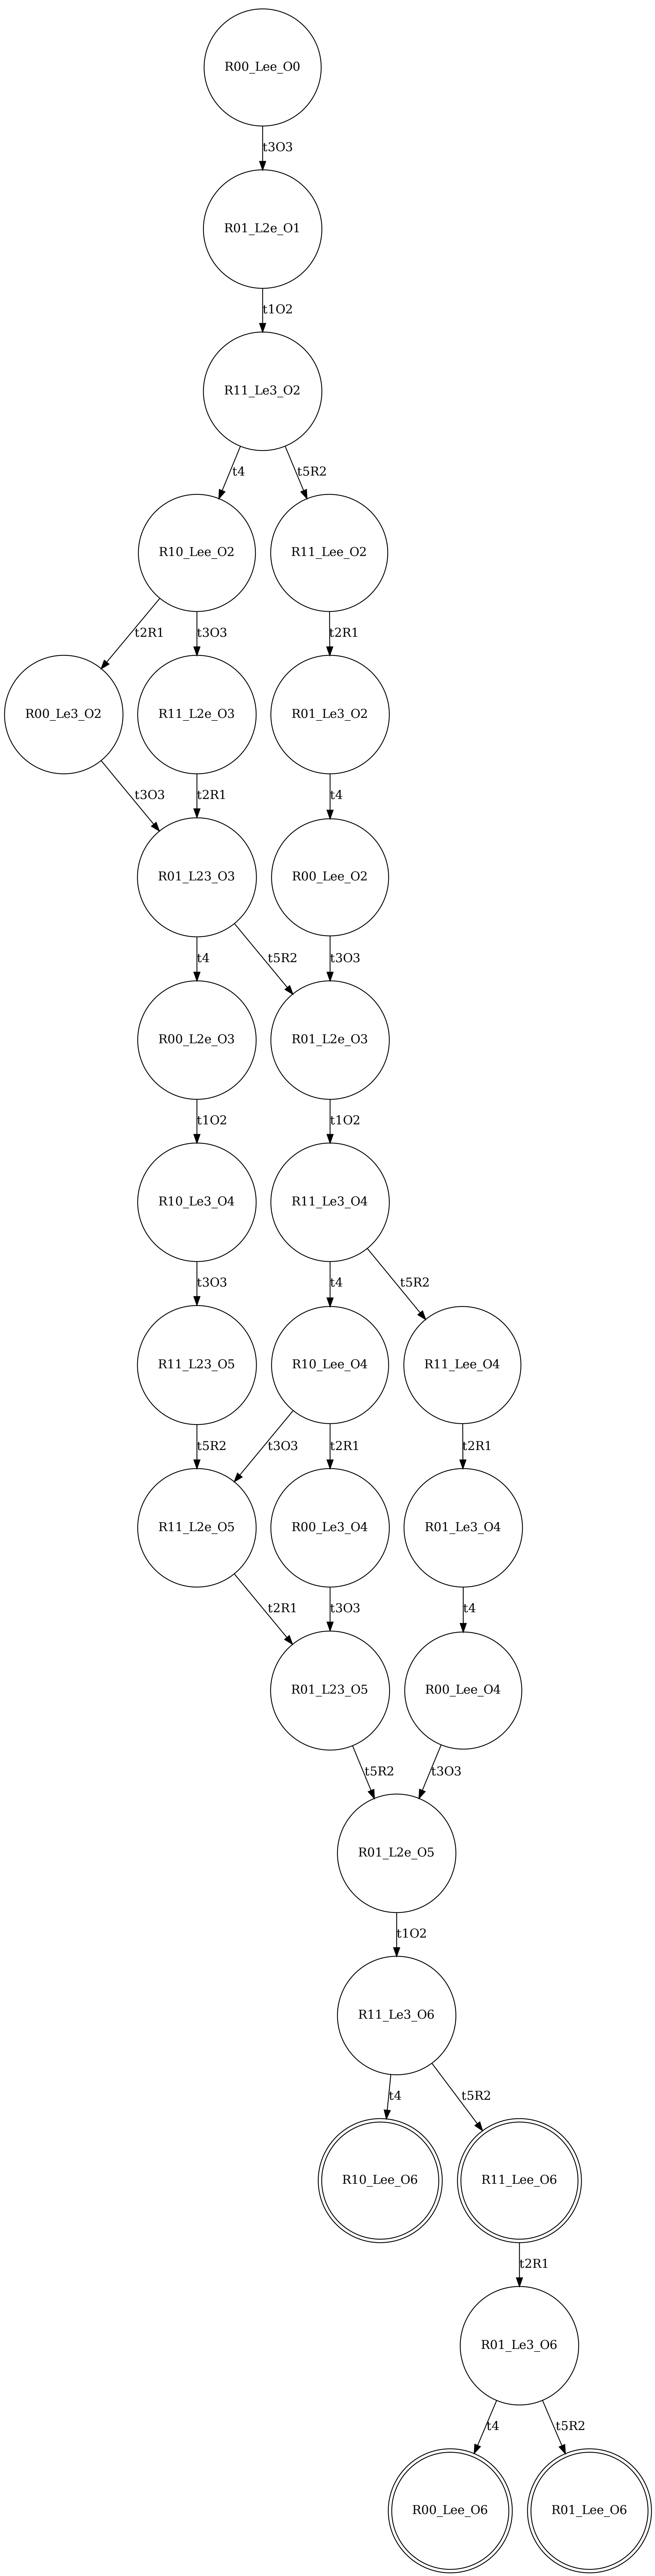 R00_Lee_O0
t3O3
R01_L2e_O1
t1O2
R11_Le3_O2
t4
t5R2
R10_Lee_O2
R11_Lee_O2
t2R1
t3O3
t2R1
R00_Le3_O2
R11_L2e_O3
R01_Le3_O2
t3O3
t2R1
t4
R01_L23_O3
R00_Lee_O2
t4
t5R2
t3O3
R00_L2e_O3
R01_L2e_O3
t1O2
t1O2
R10_Le3_O4
R11_Le3_O4
t3O3
t4
t5R2
R11_L23_O5
R10_Lee_O4
R11_Lee_O4
t5R2
t3O3
t2R1
t2R1
R11_L2e_O5
R00_Le3_O4
R01_Le3_O4
t2R1
t3O3
t4
R01_L23_O5
R00_Lee_O4
t5R2
t3O3
R01_L2e_O5
t1O2
R11_Le3_O6
t4
t5R2
R10_Lee_O6
R11_Lee_O6
t2R1
R01_Le3_O6
t4
t5R2
R00_Lee_O6
R01_Lee_O6